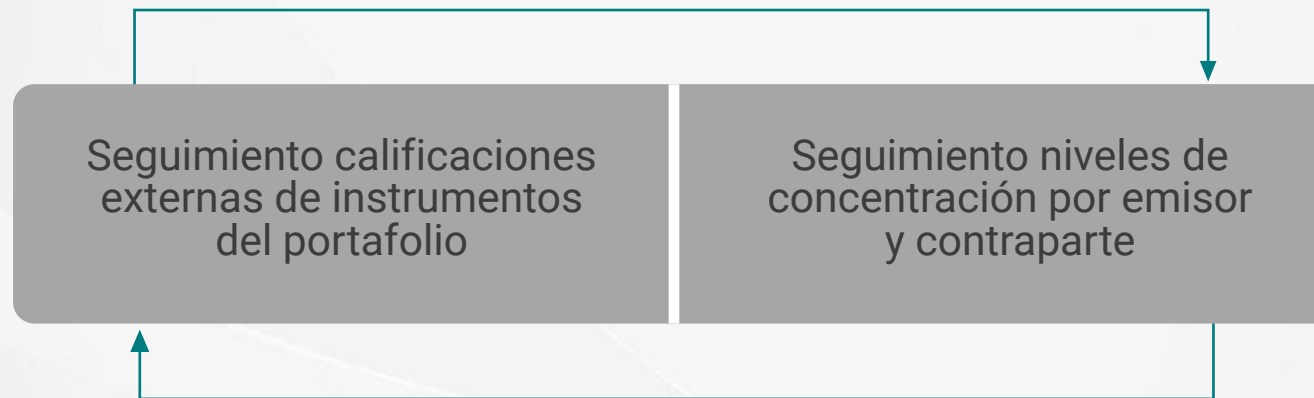 Seguimiento calificaciones
externas de instrumentos
del portafolio
Seguimiento niveles de
concentración por emisor
y contraparte